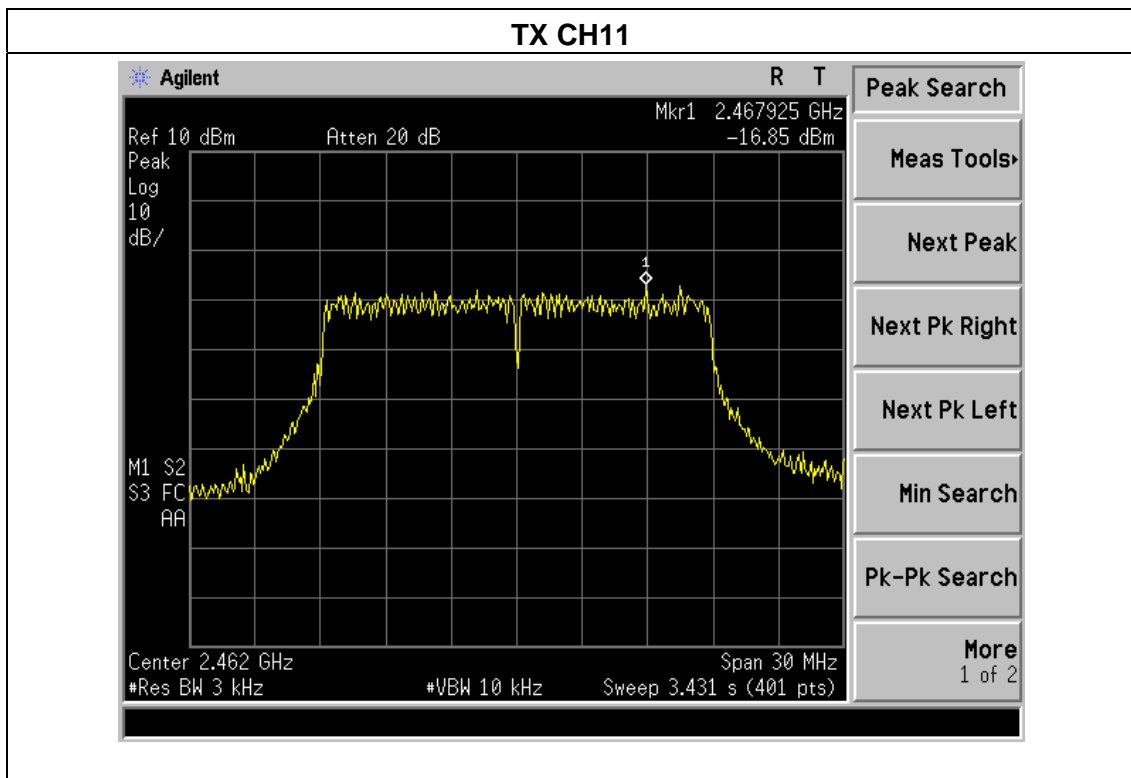 TX CH11
Agilent R T
Mkr1 2.467925 GHz
Ref 10 dBm Atten 20 dB -16.85 dBm
Peak
Log
10
dB/
1
M1 S2
S3 FC
AA
Center 2.462 GHz Span 30 MHz
#Res BW 3 kHz #VBW 10 kHz Sweep 3.431 s (401 pts)
Peak Search
Meas Tools
Next Peak
Next Pk Right
Next Pk Left
Min Search
Pk-Pk Search
More
1 of 2